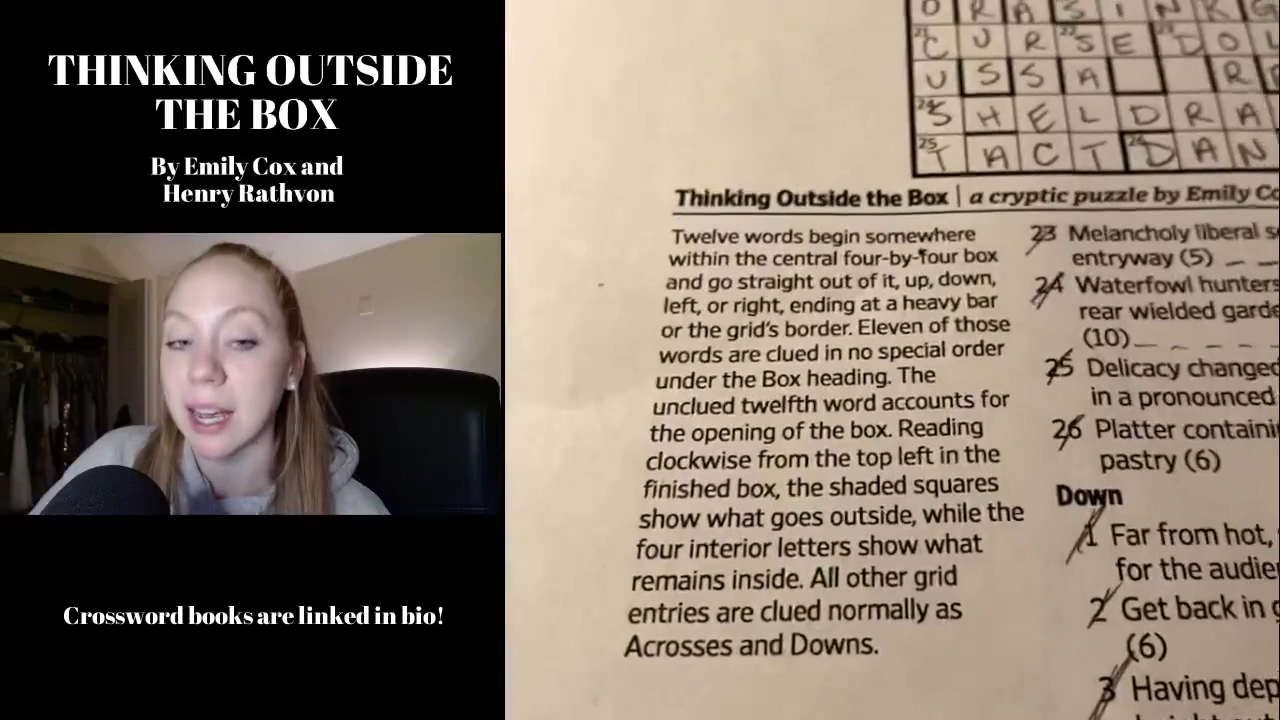 THINKING OUTSIDE
THE BOX
By Emily Cox and
Henry Rathvon
Crossword books are linked in bio!
O R A S I N K G
21 C U R 22 S E 23 D O L
U S S A R
24 S H E L D R A
25 T A C T 26 D A N
Thinking Outside the Box | a cryptic puzzle by Emily Co
Twelve words begin somewhere
within the central four-by-four box
and go straight out of it, up, down,
left, or right, ending at a heavy bar
or the grid's border. Eleven of those
words are clued in no special order
under the Box heading. The
unclued twelfth word accounts for
the opening of the box. Reading
clockwise from the top left in the
finished box, the shaded squares
show what goes outside, while the
four interior letters show what
remains inside. All other grid
entries are clued normally as
Acrosses and Downs.
23 Melancholy liberal s
entryway (5) _ _
24 Waterfowl hunters
rear wielded garde
(10) _ _ _ _
25 Delicacy changed
in a pronounced
26 Platter containi
pastry (6)
Down
1 Far from hot,
for the audie
2 Get back in g
(6)
3 Having dep